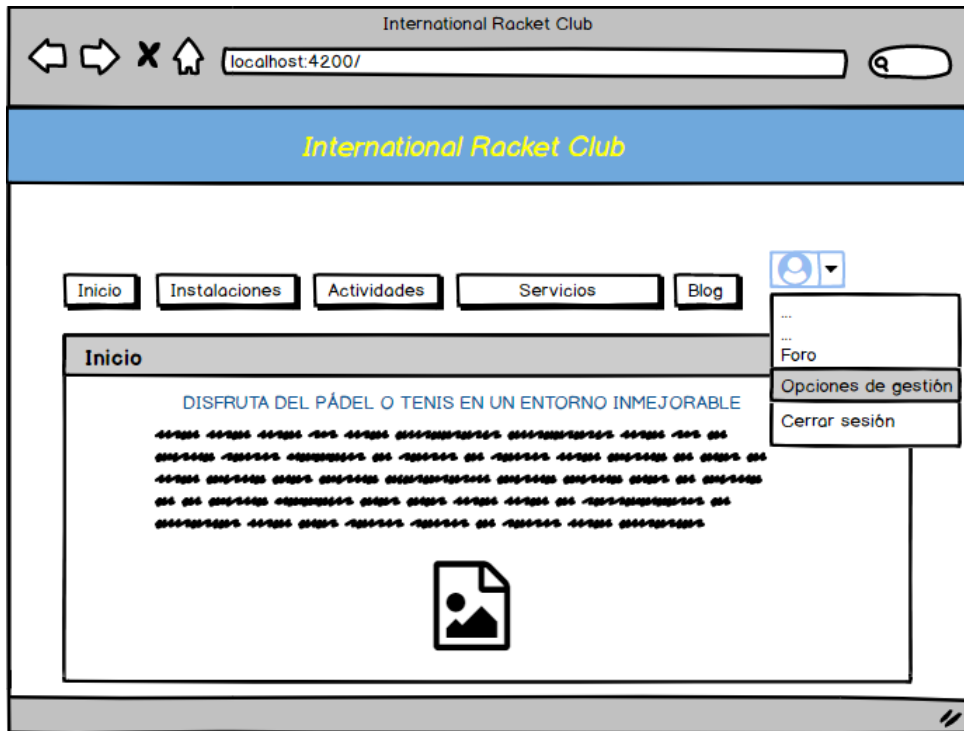 International Racket Club
localhost:4200/
International Racket Club
Inicio
Instalaciones
Actividades
Servicios
Blog
...
...
Foro
Opciones de gestión
Cerrar sesión
Inicio
DISFRUTA DEL PÁDEL O TENIS EN UN ENTORNO INMEJORABLE